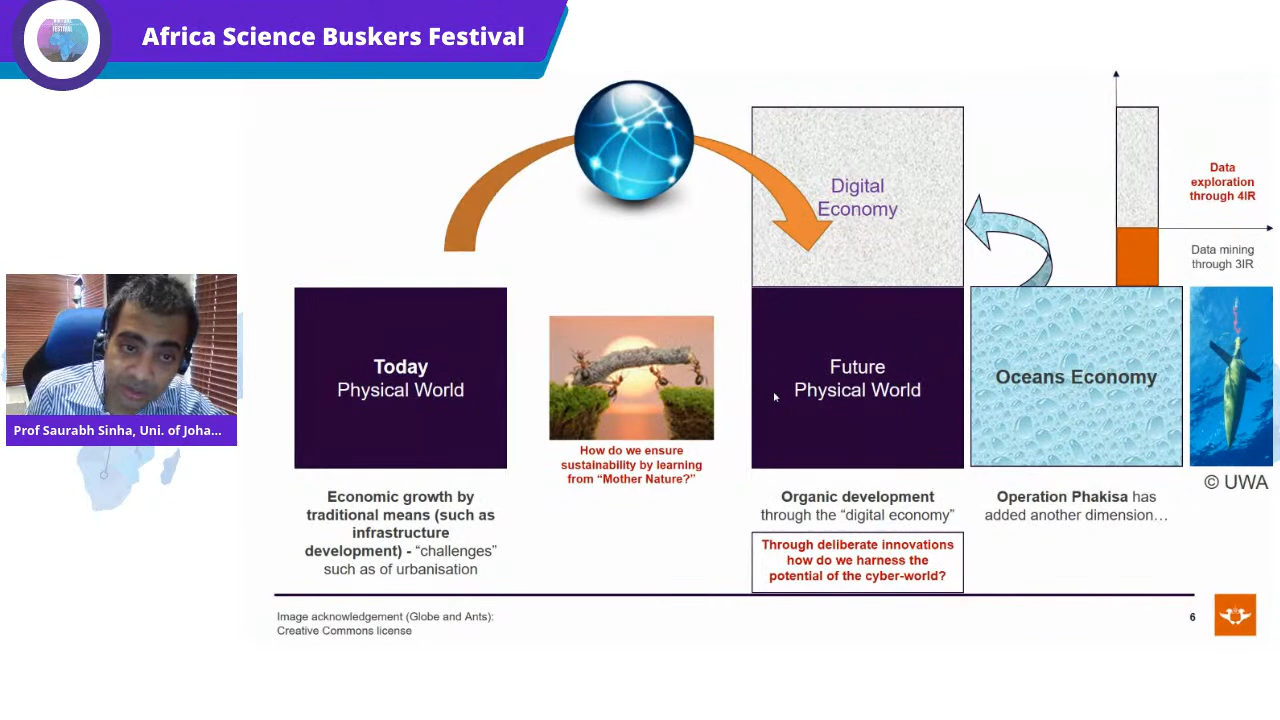 Africa Science Buskers Festival
FESTIVAL
Digital
Economy
Data
exploration
through 4IR
Data mining
through 3IR
Today
Physical World
Future
Physical World
Oceans Economy
Prof Saurabh Sinha, Uni. of Joha...
How do we ensure
sustainability by learning
from “Mother Nature?”
© UWA
Economic growth by
traditional means (such as
infrastructure
development) - “challenges”
such as of urbanisation
Organic development
through the “digital economy”
Operation Phakisa has
added another dimension…
Through deliberate innovations
how do we harness the
potential of the cyber-world?
Image acknowledgement (Globe and Ants):
Creative Commons license
6